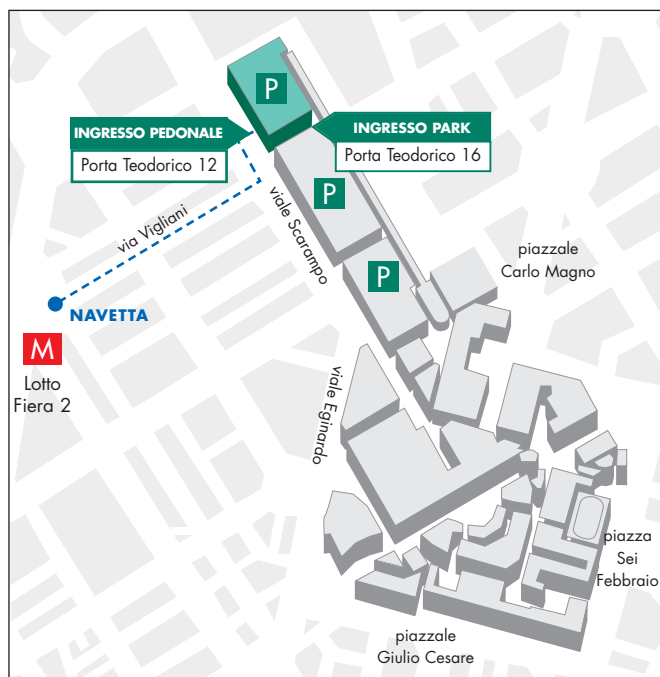 P
INGRESSO PEDONALE
Porta Teodorico 12
INGRESSO PARK
Porta Teodorico 16
P
via Vigliani
viale Scarampo
piazzale
Carlo Magno
P
NAVETTA
M
Lotto
Fiera 2
viale Eginardo
piazza
Sei
Febbraio
piazzale
Giulio Cesare